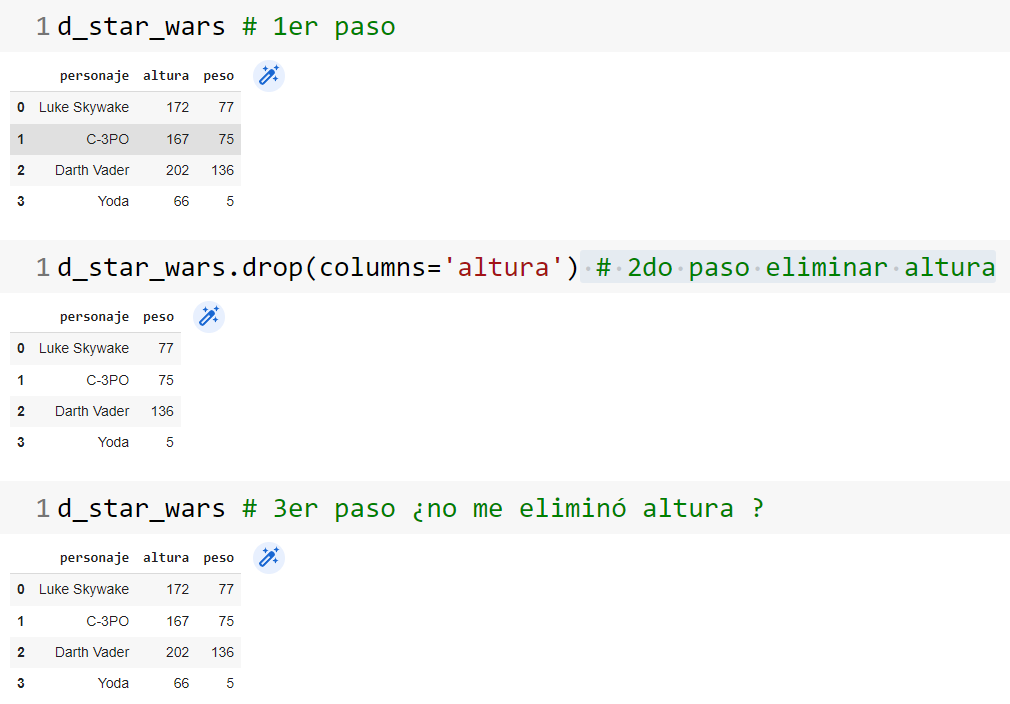 1 d_star_wars # 1er paso
personaje altura peso
0 Luke Skywake 172 77
1 C-3PO 167 75
2 Darth Vader 202 136
3 Yoda 66 5
1 d_star_wars.drop(columns='altura') # 2do paso eliminar altura
personaje peso
0 Luke Skywake 77
1 C-3PO 75
2 Darth Vader 136
3 Yoda 5
1 d_star_wars # 3er paso ¿no me eliminó altura ?
personaje altura peso
0 Luke Skywake 172 77
1 C-3PO 167 75
2 Darth Vader 202 136
3 Yoda 66 5